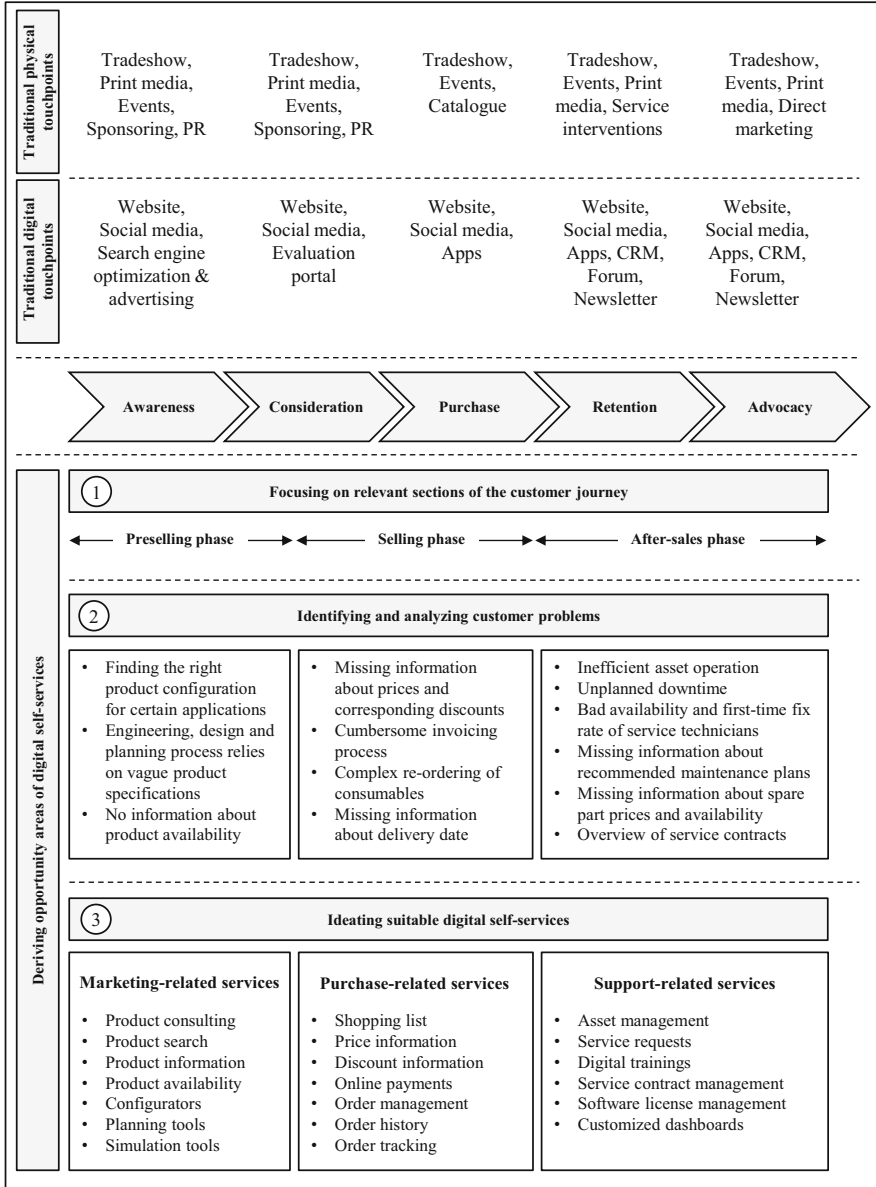 Traditional physical
touchpoints
Tradeshow,
Print media,
Events,
Sponsoring, PR
Tradeshow,
Print media,
Events,
Sponsoring, PR
Tradeshow,
Events,
Catalogue
Tradeshow,
Events, Print
media, Service
interventions
Tradeshow,
Events, Print
media, Direct
marketing
Traditional digital
touchpoints
Website,
Social media,
Search engine
optimization &
advertising
Website,
Social media,
Evaluation
portal
Website,
Social media,
Apps
Website,
Social media,
Apps, CRM,
Forum,
Newsletter
Website,
Social media,
Apps, CRM,
Forum,
Newsletter
Awareness
Consideration
Purchase
Retention
Advocacy
Deriving opportunity areas of digital self-services
1
Focusing on relevant sections of the customer journey
Preselling phase
Selling phase
After-sales phase
2
Identifying and analyzing customer problems
• Finding the right
product configuration
for certain applications
• Engineering, design and
planning process relies
on vague product
specifications
• No information about
product availability
• Missing information
about prices and
corresponding discounts
• Cumbersome invoicing
process
• Complex re-ordering of
consumables
• Missing information
about delivery date
• Inefficient asset operation
• Unplanned downtime
• Bad availability and first-time fix
rate of service technicians
• Missing information about
recommended maintenance plans
• Missing information about spare
part prices and availability
• Overview of service contracts
3
Ideating suitable digital self-services
Marketing-related services
• Product consulting
• Product search
• Product information
• Product availability
• Configurators
• Planning tools
• Simulation tools
Purchase-related services
• Shopping list
• Price information
• Discount information
• Online payments
• Order management
• Order history
• Order tracking
Support-related services
• Asset management
• Service requests
• Digital trainings
• Service contract management
• Software license management
• Customized dashboards